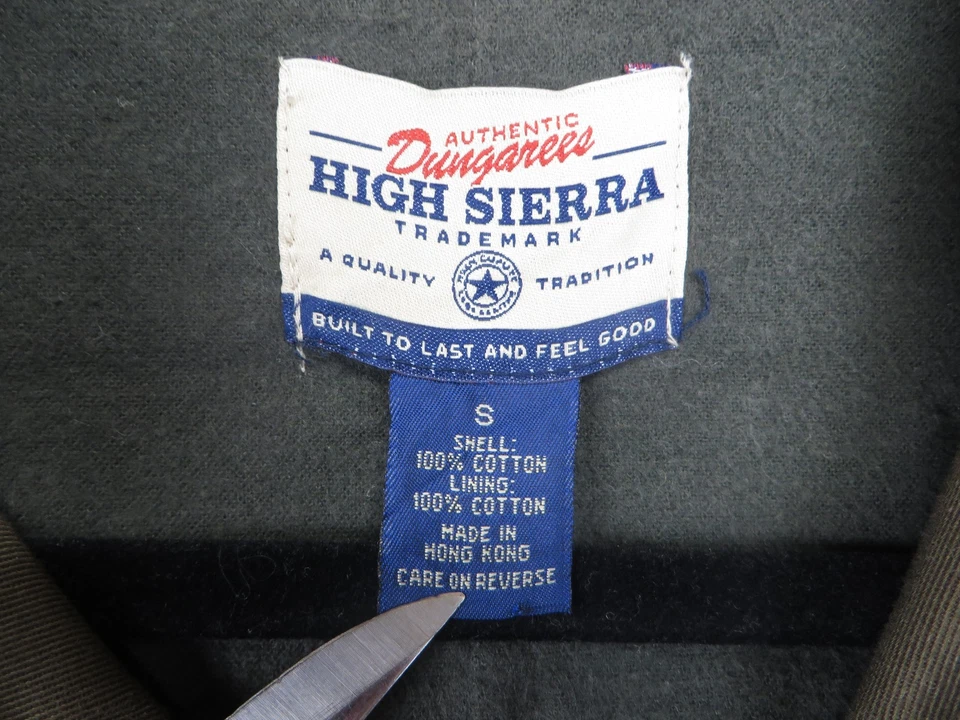 AUTHENTIC
Dungarees
HIGH SIERRA
TRADEMARK
A QUALITY TRADITION
BUILT TO LAST AND FEEL GOOD
S
SHELL:
100% COTTON
LINING:
100% COTTON
MADE IN
HONG KONG
CARE ON REVERSE